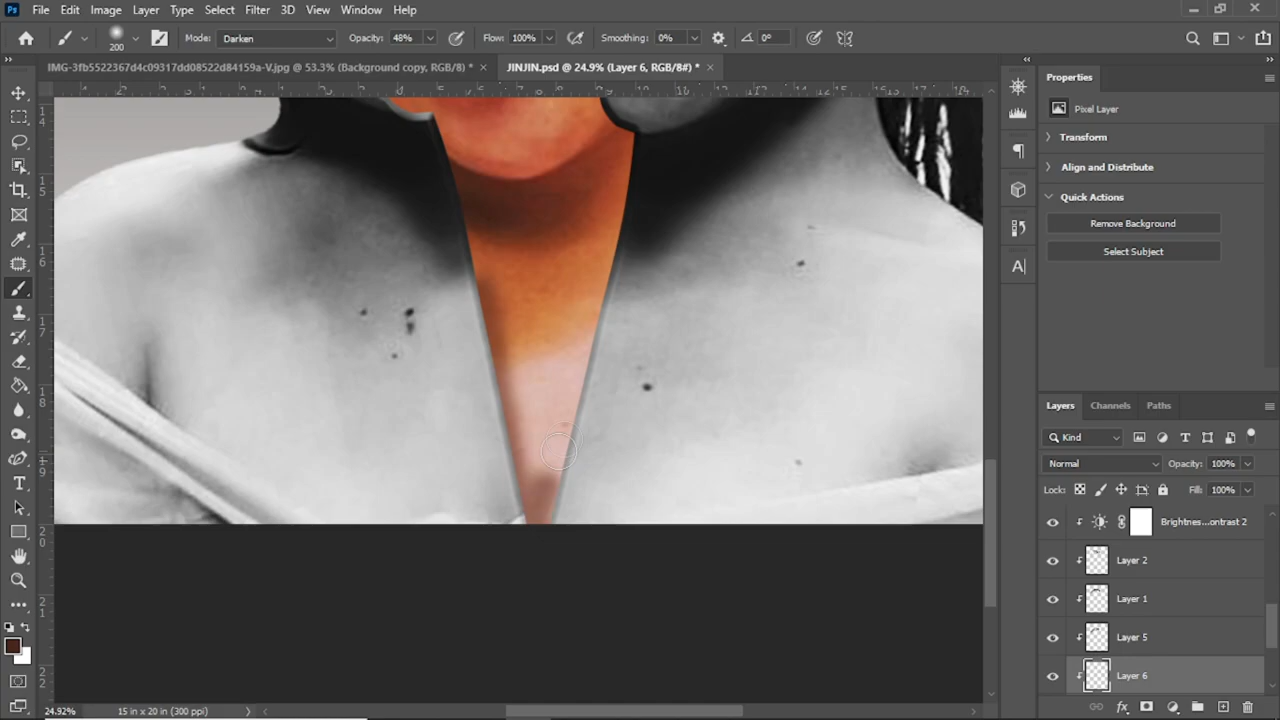 Ps File Edit Image Layer Type Select Filter 3D View Window Help
200 Mode: Darken Opacity: 48% Flow: 100% Smoothing: 0% 0°
IMG-3fb5522367d4c09317dd08522d84159a-V.jpg @ 53.3% (Background copy, RGB/8) * JINJIN.psd @ 24.9% (Layer 6, RGB/8#) *
Properties
Pixel Layer
Transform
Align and Distribute
Quick Actions
Remove Background
Select Subject
Layers Channels Paths
Kind
Normal Opacity: 100%
Lock: Fill: 100%
Brightnes...ontrast 2
Layer 2
Layer 1
Layer 5
Layer 6
24.92% 15 in x 20 in (300 ppi)